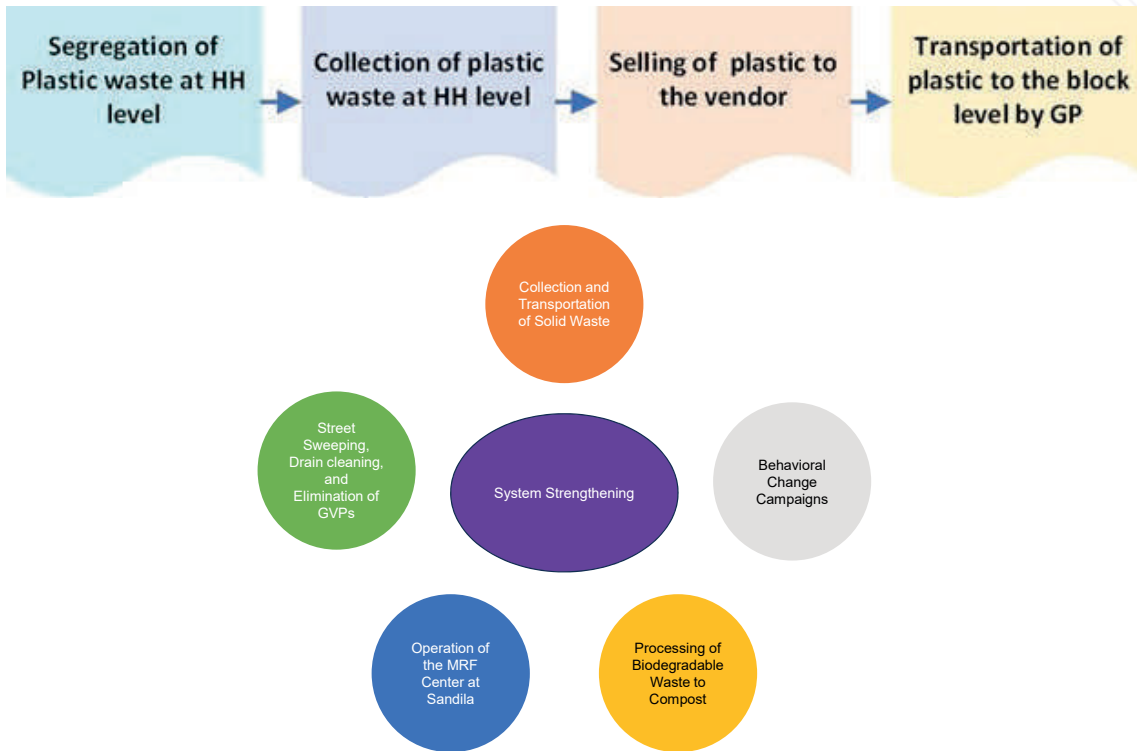 Segregation of
Plastic waste at HH
level
Collection of plastic
waste at HH level
Selling of plastic to
the vendor
Transportation of
plastic to the block
level by GP
Collection and
Transportation
of Solid Waste
Street
Sweeping,
Drain cleaning,
and
Elimination of
GVPs
System Strengthening
Behavioral
Change
Campaigns
Operation of
the MRF
Center at
Sandila
Processing of
Biodegradable
Waste to
Compost